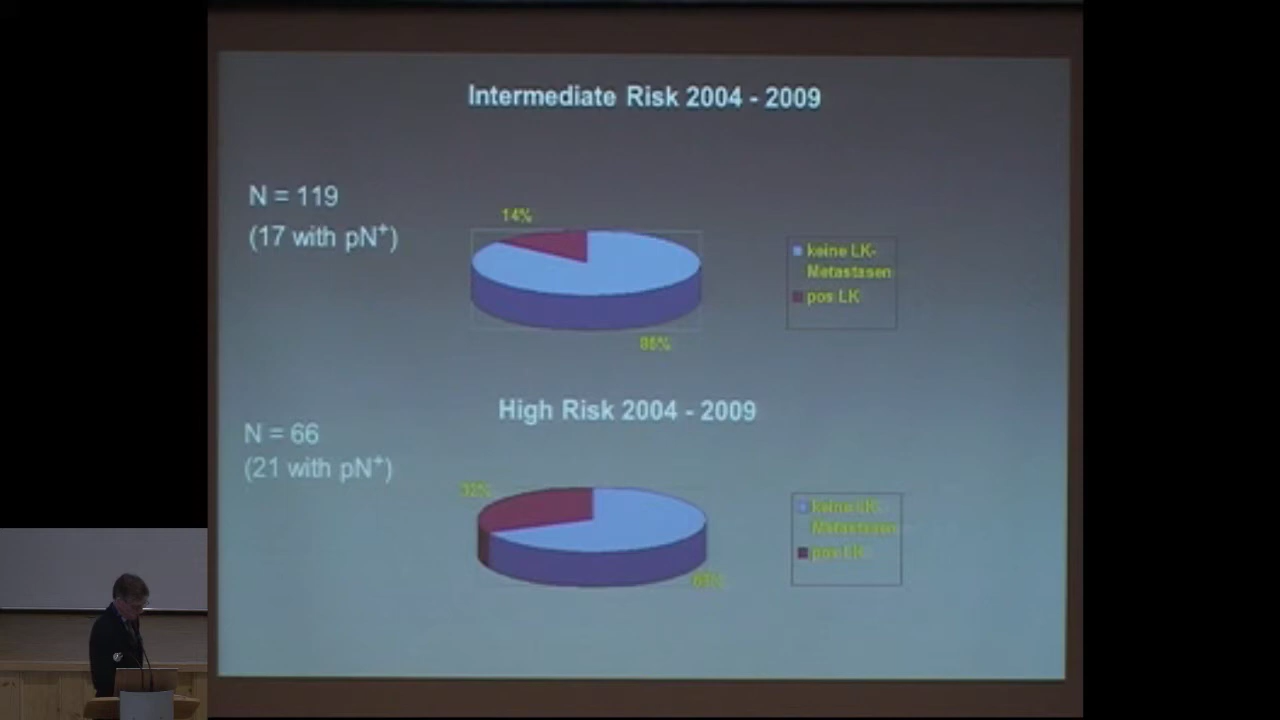 Intermediate Risk 2004 - 2009
N = 119
(17 with pN⁺)
14%
86%
keine LK-
Metastasen
pos LK
High Risk 2004 - 2009
N = 66
(21 with pN⁺)
32%
keine LK-
Metastasen
pos LK